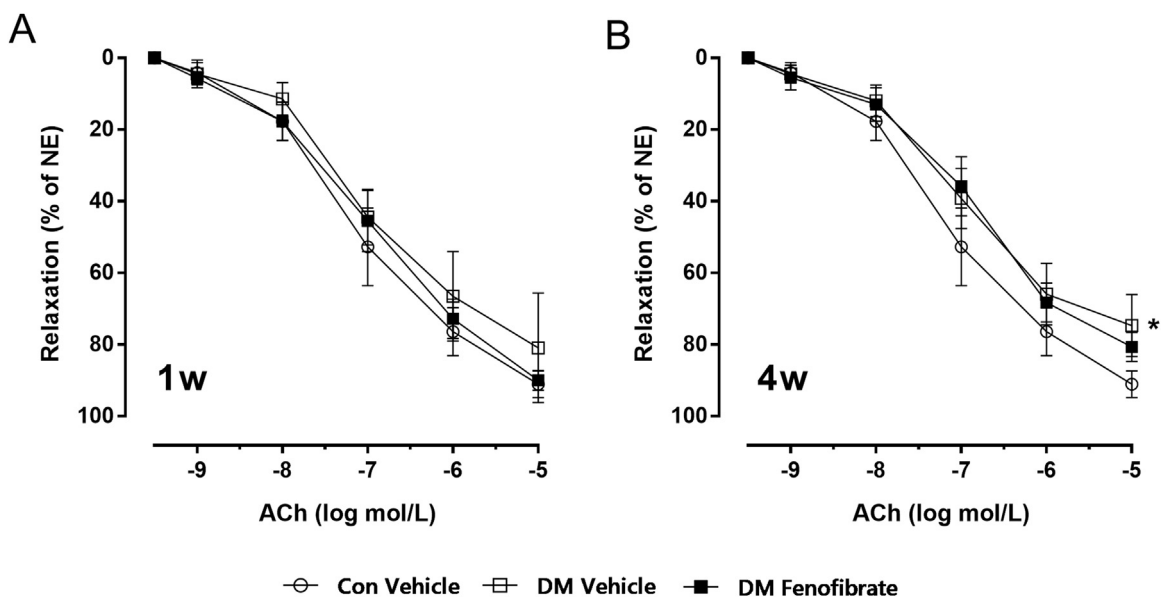 A
B
Relaxation (% of NE)
0
20
40
60
80
100
1w
-9 -8 -7 -6 -5
ACh (log mol/L)
Relaxation (% of NE)
0
20
40
60
80
100
4w
*
-9 -8 -7 -6 -5
ACh (log mol/L)
Con Vehicle DM Vehicle DM Fenofibrate